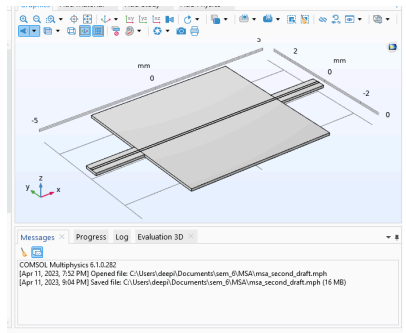 5
2
mm
mm
0
0
-2
-5
0
z
y
x
Messages Progress Log Evaluation 3D
COMSOL Multiphysics 6.1.0.282
[Apr 11, 2023, 7:52 PM] Opened file: C:\Users\deepi\Documents\sem_6\MSA\msa_second_draft.mph
[Apr 11, 2023, 9:04 PM] Saved file: C:\Users\deepi\Documents\sem_6\MSA\msa_second_draft.mph (16 MB)